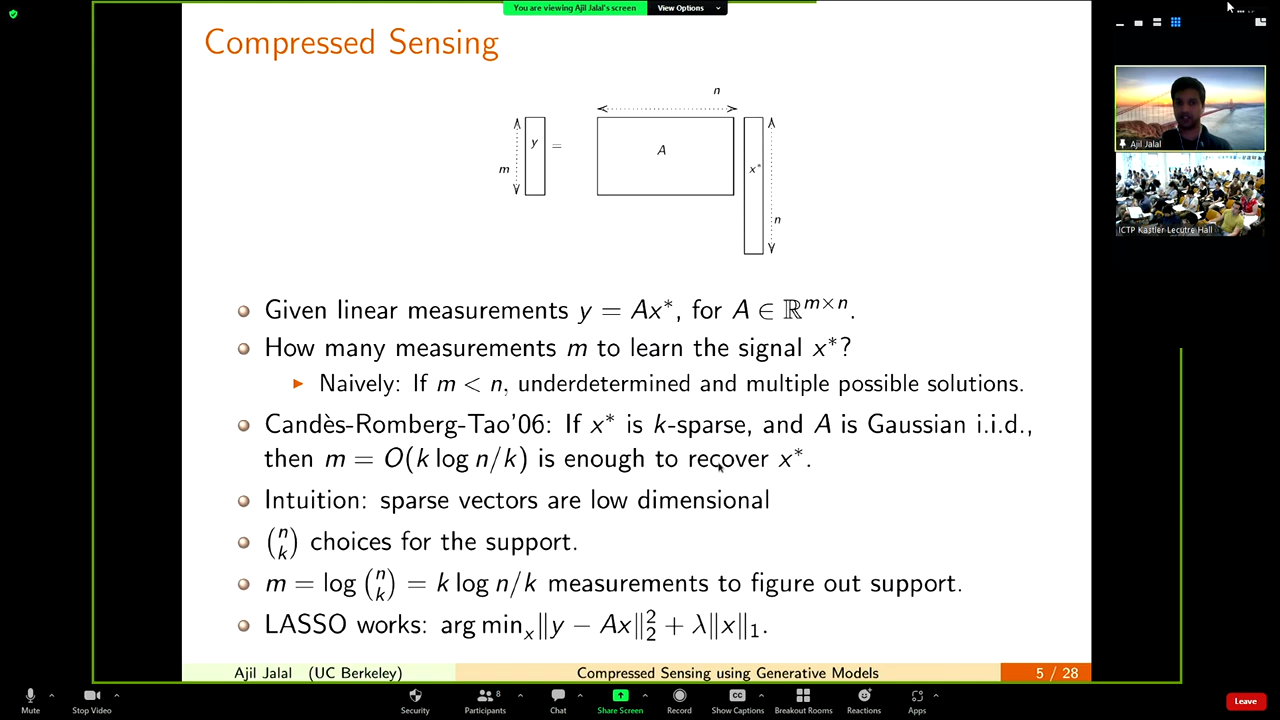 You are viewing Ajil Jalal's screen View Options
Compressed Sensing
n
m y = A x* n
Given linear measurements y = Ax*, for A ∈ ℝ^{m×n}.
How many measurements m to learn the signal x*?
Naively: If m < n, underdetermined and multiple possible solutions.
Candès-Romberg-Tao'06: If x* is k-sparse, and A is Gaussian i.i.d.,
then m = O(k log n/k) is enough to recover x*.
Intuition: sparse vectors are low dimensional
(n k) choices for the support.
m = log (n k) = k log n/k measurements to figure out support.
LASSO works: arg min_x ‖y − Ax‖_2^2 + λ‖x‖_1.
Ajil Jalal (UC Berkeley) Compressed Sensing using Generative Models 5 / 28
Ajil Jalal
ICTP Kastler Lecutre Hall
Mute Stop Video Security Participants 8 Chat Share Screen Record CC Show Captions Breakout Rooms Reactions Apps Leave